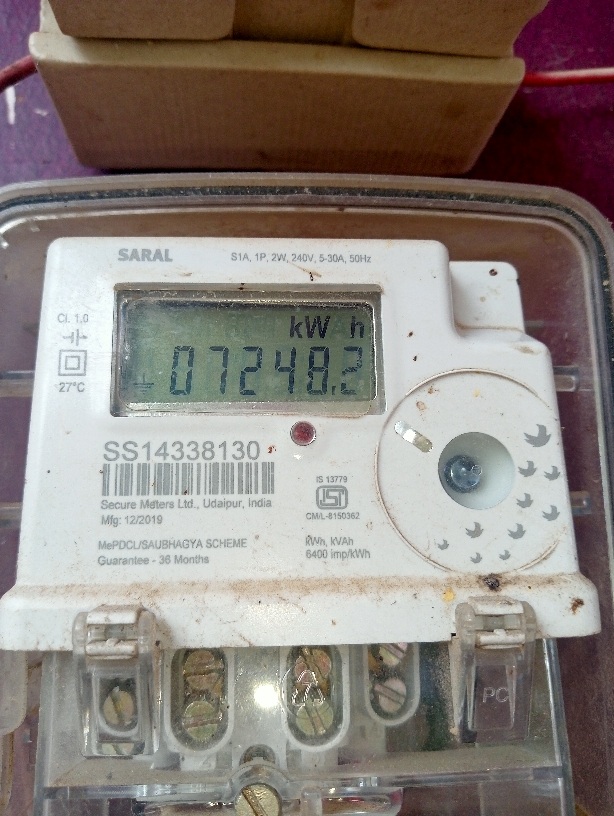 SARAL
S1A, 1P, 2W, 240V, 5-30A, 50Hz
Cl. 1.0
27°C
kW h
07248.2
SS14338130
Secure Meters Ltd., Udaipur, India
Mfg: 12/2019
IS 13779
ISI
CM/L-8150362
MePDCL/SAUBHAGYA SCHEME
Guarantee - 36 Months
kWh, kVAh
6400 imp/kWh
PC